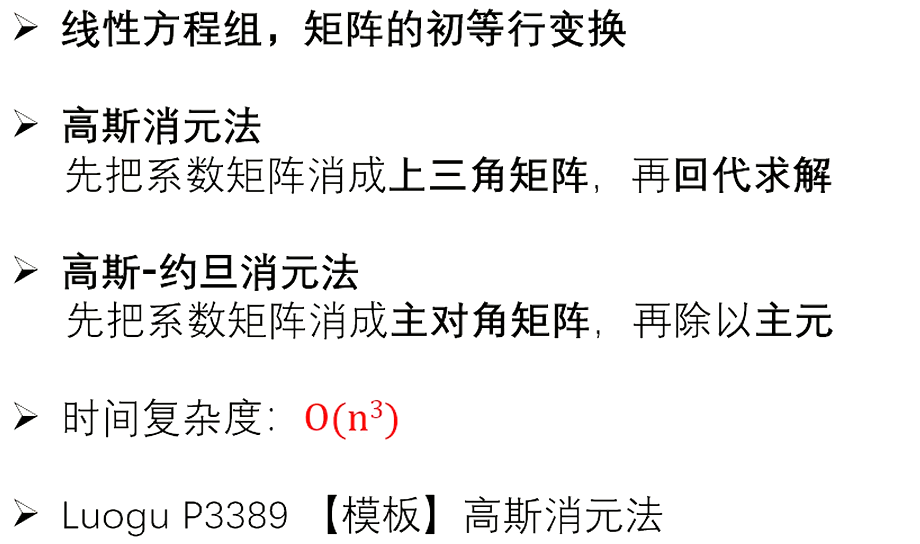 ➢ 线性方程组，矩阵的初等行变换
➢ 高斯消元法
先把系数矩阵消成上三角矩阵，再回代求解
➢ 高斯-约旦消元法
先把系数矩阵消成主对角矩阵，再除以主元
➢ 时间复杂度：O(n³)
➢ Luogu P3389 【模板】高斯消元法